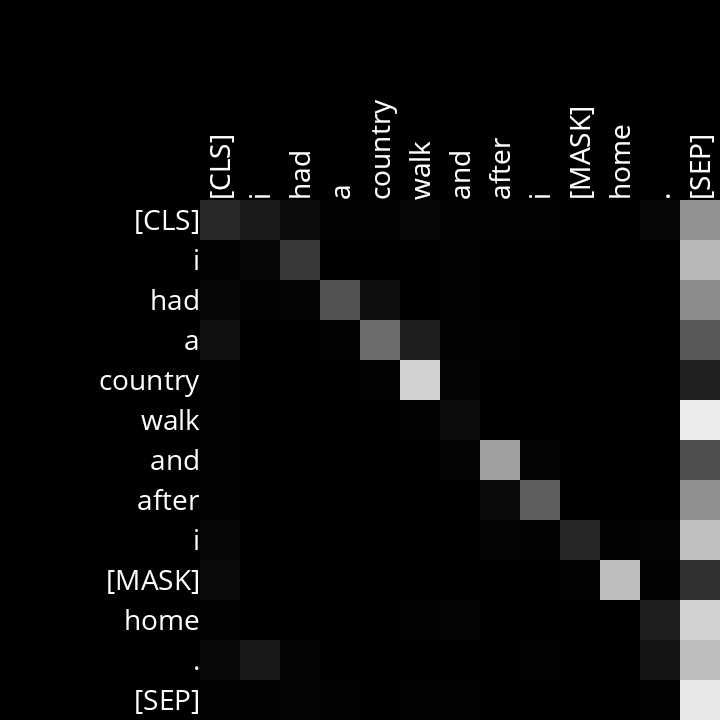 [CLS] i had a country walk and after i [MASK] home . [SEP]
[CLS]
i
had
a
country
walk
and
after
i
[MASK]
home
.
[SEP]